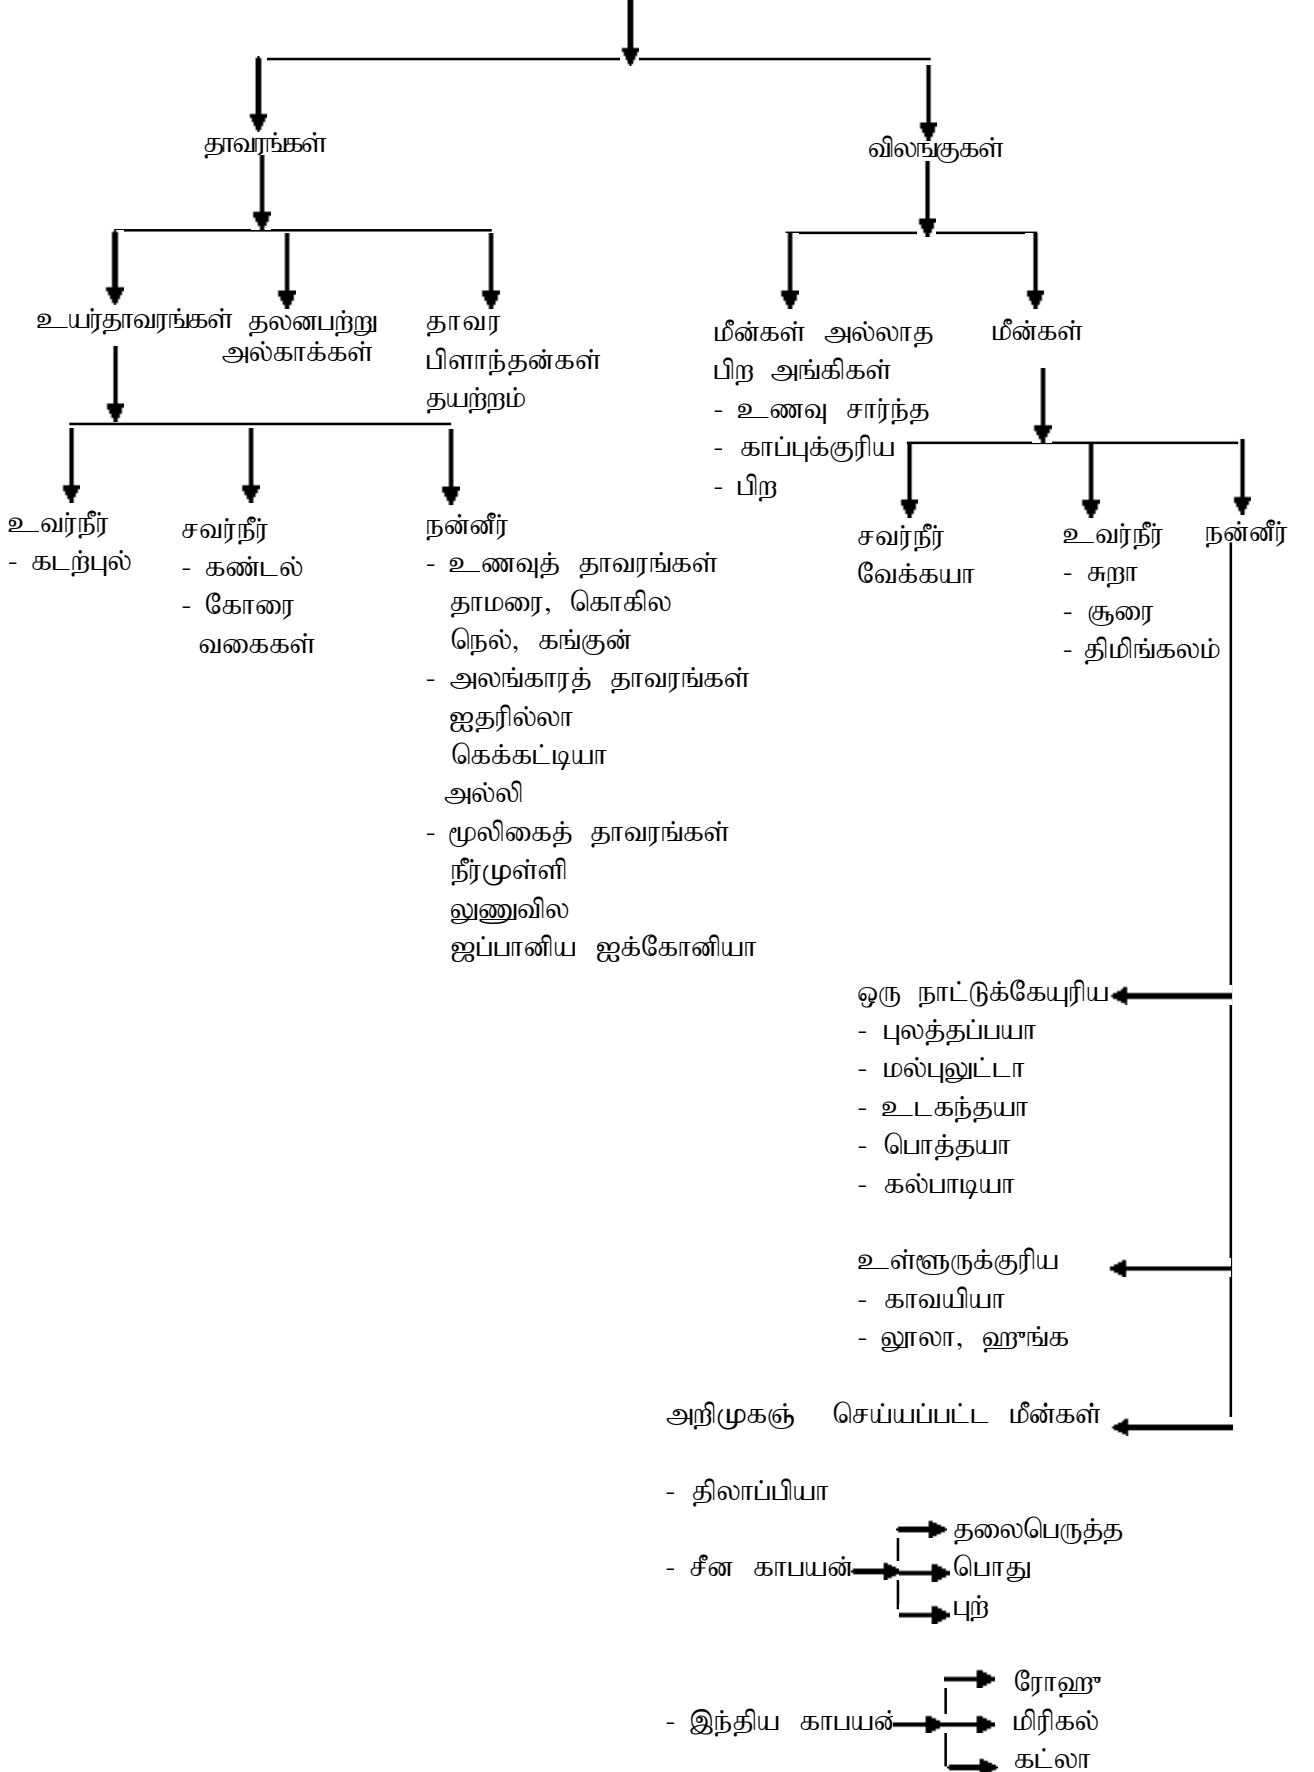 தாவரங்கள்
விலங்குகள்
உயர்தாவரங்கள்
தலனபற்று
அல்காக்கள்
தாவர
பிளாந்தன்கள்
தயற்றம்
மீன்கள் அல்லாத
பிற அங்கிகள்
- உணவு சார்ந்த
- காப்புக்குரிய
- பிற
மீன்கள்
உவர்நீர்
- கடற்புல்
சவர்நீர்
- கண்டல்
- கோரை
வகைகள்
நன்னீர்
- உணவுத் தாவரங்கள்
தாமரை, கொகில
நெல், கங்குன்
- அலங்காரத் தாவரங்கள்
ஐதரில்லா
கெக்கட்டியா
அல்லி
- மூலிகைத் தாவரங்கள்
நீர்முள்ளி
லுணுவில
ஜப்பானிய ஐக்கோனியா
சவர்நீர்
வேக்கயா
உவர்நீர்
- சுறா
- சூரை
- திமிங்கலம்
நன்னீர்
ஒரு நாட்டுக்கேயுரிய
- புலத்தப்பயா
- மல்புலுட்டா
- உடகந்தயா
- பொத்தயா
- கல்பாடியா
உள்ளூருக்குரிய
- காவயியா
- லூலா, ஹுங்க
அறிமுகஞ் செய்யப்பட்ட மீன்கள்
- திலாப்பியா
- சீன காபயன்
தலைபெருத்த
பொது
புற்
- இந்திய காபயன்
ரோஹு
மிரிகல்
கட்லா